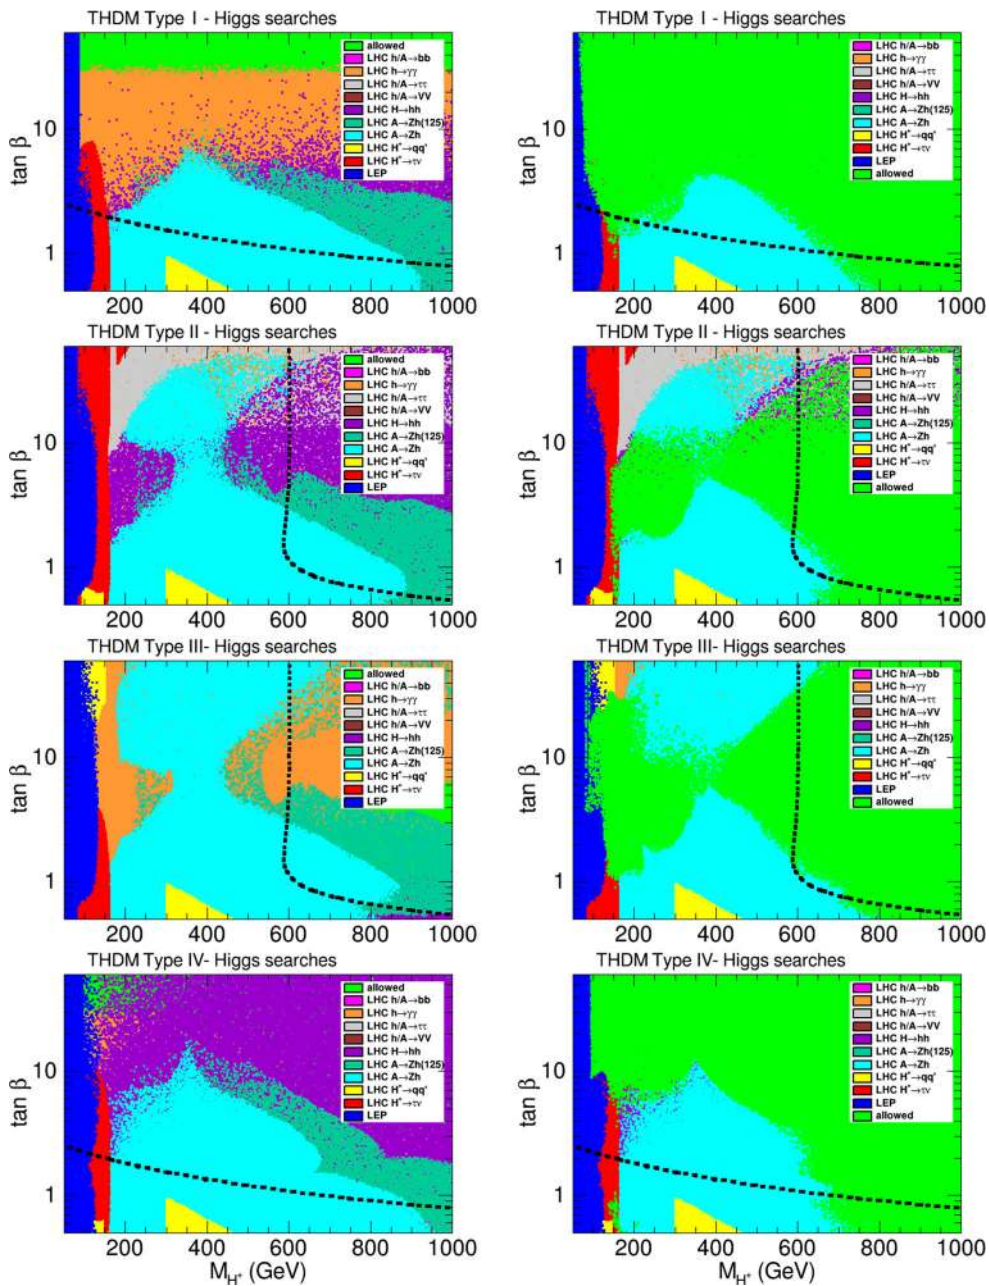 THDM Type I - Higgs searches
tan β
10
1
allowed
LHC h/A→bb
LHC h→γγ
LHC h/A→ττ
LHC h/A→VV
LHC H→hh
LHC A→Zh(125)
LHC A→Zh
LHC H⁺→qq'
LHC H⁺→τν
LEP
200 400 600 800 1000
THDM Type I - Higgs searches
tan β
10
1
LHC h/A→bb
LHC h→γγ
LHC h/A→ττ
LHC h/A→VV
LHC H→hh
LHC A→Zh(125)
LHC A→Zh
LHC H⁺→qq'
LHC H⁺→τν
LEP
allowed
200 400 600 800 1000
THDM Type II - Higgs searches
tan β
10
1
allowed
LHC h/A→bb
LHC h→γγ
LHC h/A→ττ
LHC h/A→VV
LHC H→hh
LHC A→Zh(125)
LHC A→Zh
LHC H⁺→qq'
LHC H⁺→τν
LEP
200 400 600 800 1000
THDM Type II - Higgs searches
tan β
10
1
LHC h/A→bb
LHC h→γγ
LHC h/A→ττ
LHC h/A→VV
LHC H→hh
LHC A→Zh(125)
LHC A→Zh
LHC H⁺→qq'
LHC H⁺→τν
LEP
allowed
200 400 600 800 1000
THDM Type III- Higgs searches
tan β
10
1
allowed
LHC h/A→bb
LHC h→γγ
LHC h/A→ττ
LHC h/A→VV
LHC H→hh
LHC A→Zh(125)
LHC A→Zh
LHC H⁺→qq'
LHC H⁺→τν
LEP
200 400 600 800 1000
THDM Type III- Higgs searches
tan β
10
1
LHC h/A→bb
LHC h→γγ
LHC h/A→ττ
LHC h/A→VV
LHC H→hh
LHC A→Zh(125)
LHC A→Zh
LHC H⁺→qq'
LHC H⁺→τν
LEP
allowed
200 400 600 800 1000
THDM Type IV- Higgs searches
tan β
10
1
allowed
LHC h/A→bb
LHC h→γγ
LHC h/A→ττ
LHC h/A→VV
LHC H→hh
LHC A→Zh(125)
LHC A→Zh
LHC H⁺→qq'
LHC H⁺→τν
LEP
200 400 600 800 1000
M_H⁺ (GeV)
THDM Type IV- Higgs searches
tan β
10
1
LHC h/A→bb
LHC h→γγ
LHC h/A→ττ
LHC h/A→VV
LHC H→hh
LHC A→Zh(125)
LHC A→Zh
LHC H⁺→qq'
LHC H⁺→τν
LEP
allowed
200 400 600 800 1000
M_H⁺ (GeV)